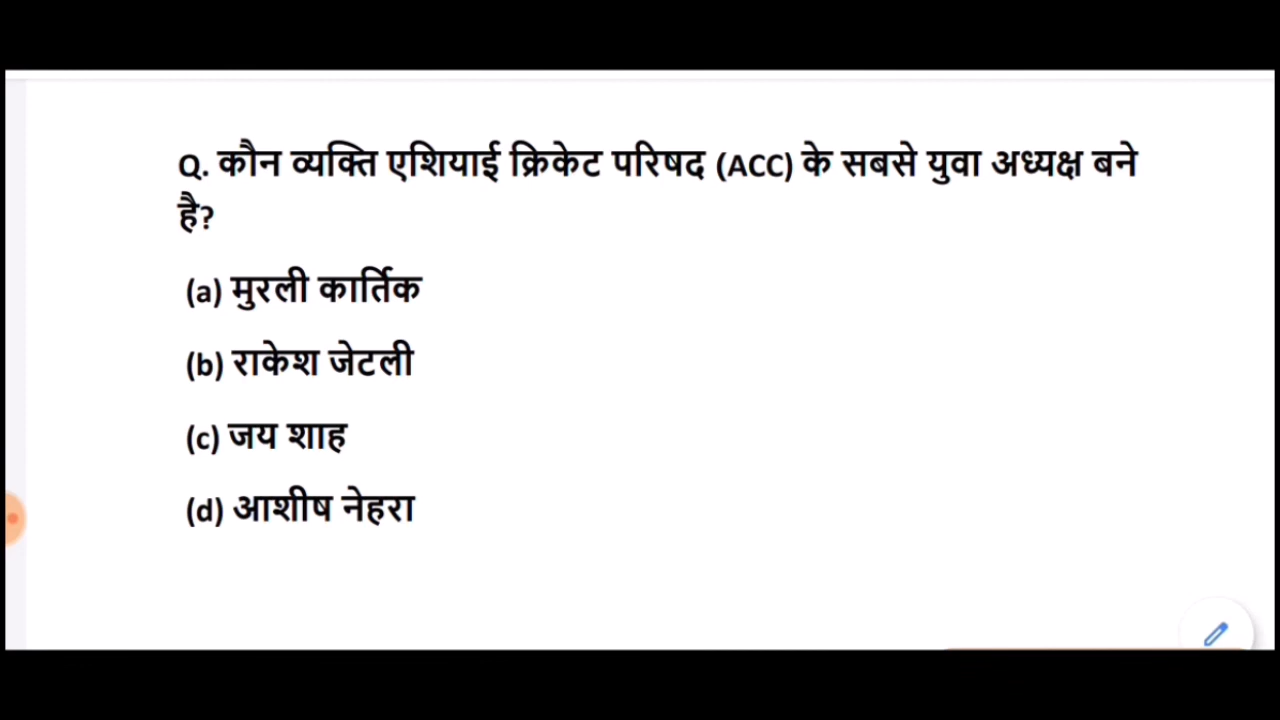 Q. कौन व्यक्ति एशियाई क्रिकेट परिषद (ACC) के सबसे युवा अध्यक्ष बने
है?
(a) मुरली कार्तिक
(b) राकेश जेटली
(c) जय शाह
(d) आशीष नेहरा